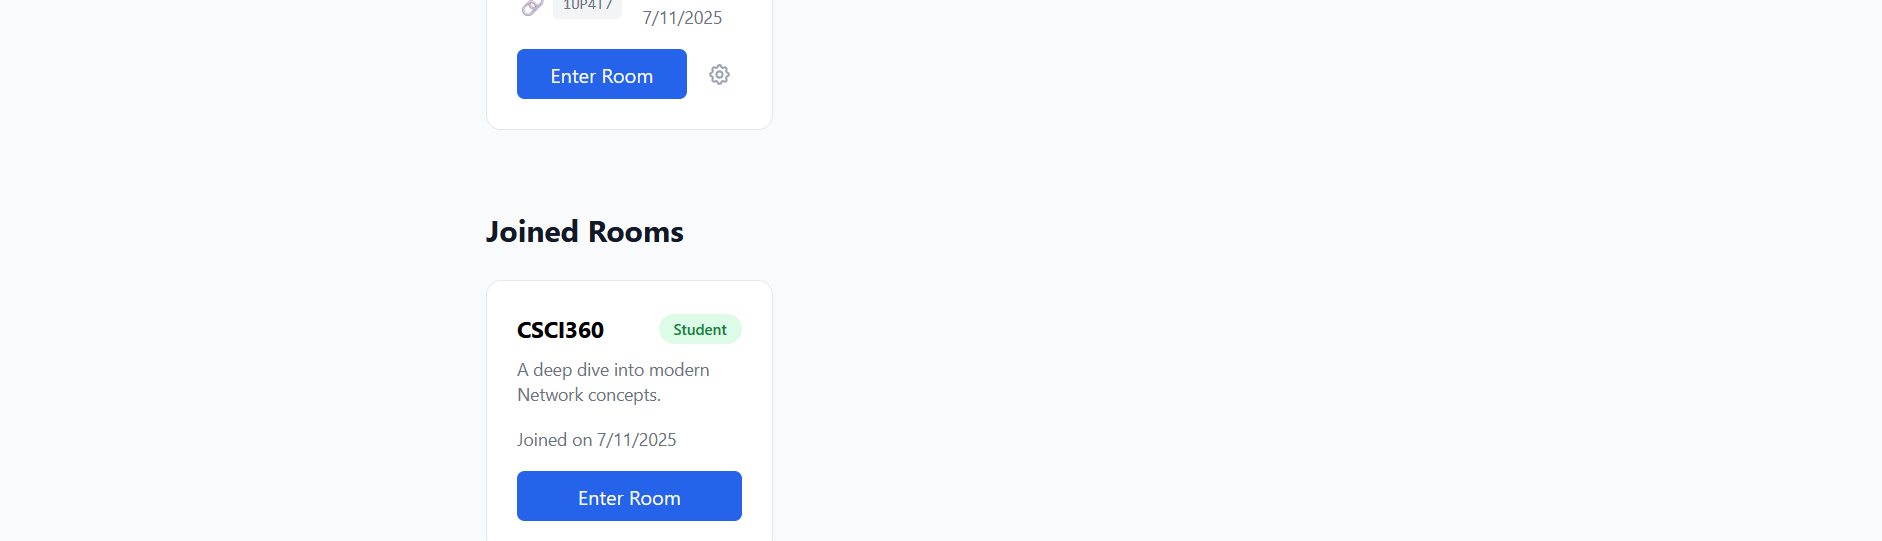 1UP4T7
7/11/2025
Enter Room
Joined Rooms
CSCI360
Student
A deep dive into modern
Network concepts.
Joined on 7/11/2025
Enter Room